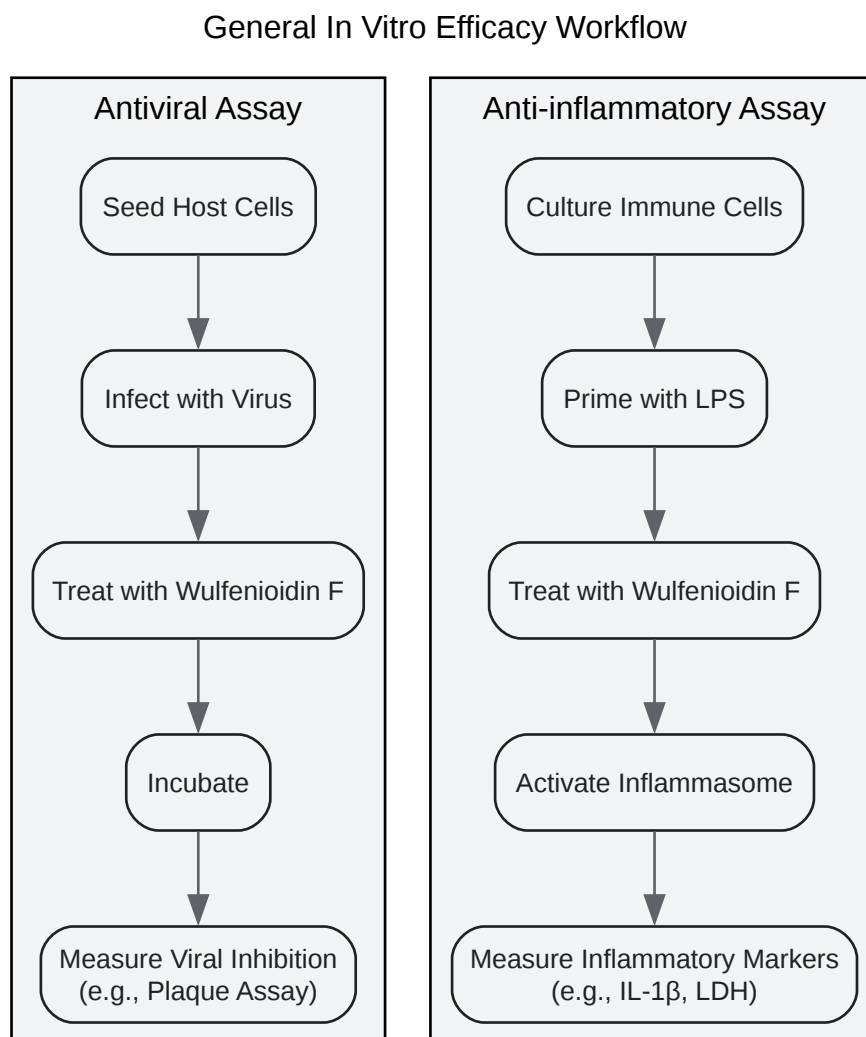 General In Vitro Efficacy Workflow
Antiviral Assay
Seed Host Cells
Infect with Virus
Treat with Wulfenioidin F
Incubate
Measure Viral Inhibition
(e.g., Plaque Assay)
Anti-inflammatory Assay
Culture Immune Cells
Prime with LPS
Treat with Wulfenioidin F
Activate Inflammasome
Measure Inflammatory Markers
(e.g., IL-1β, LDH)